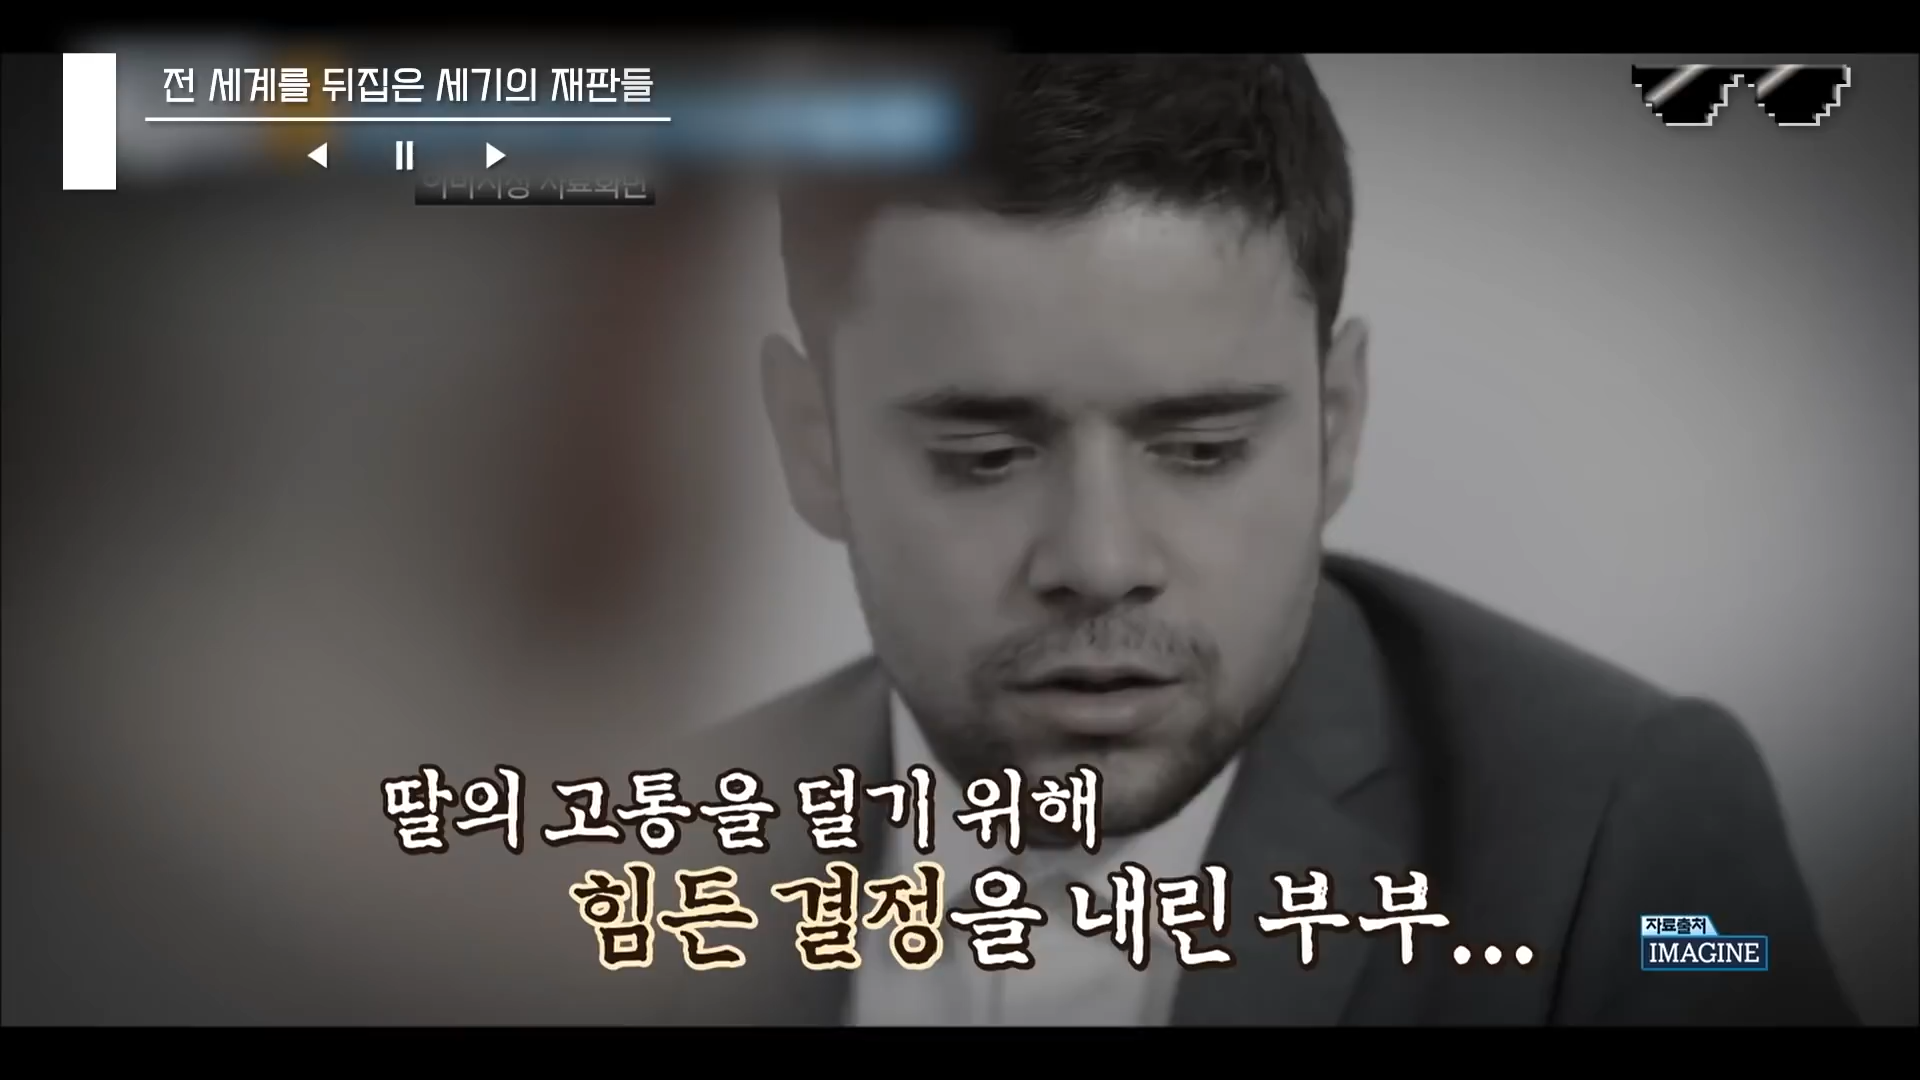 전 세계를 뒤집은 세기의 재판들
딸의 고통을 덜기 위해
힘든 결정을 내린 부부...
자료출처
IMAGINE